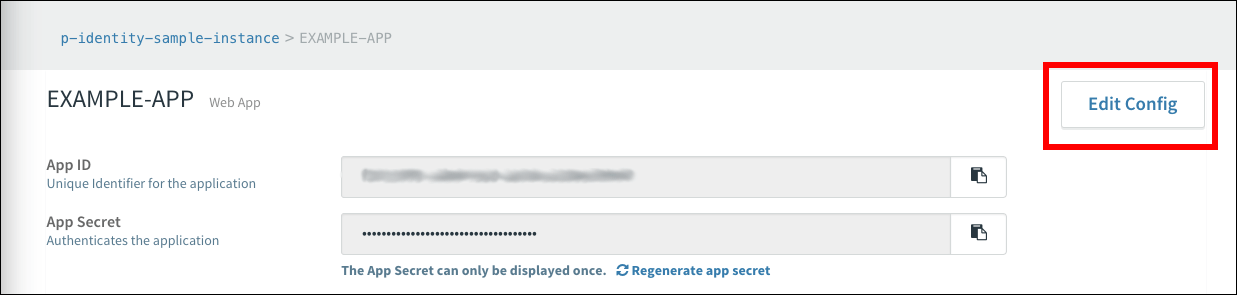 p-identity-sample-instance > EXAMPLE-APP
EXAMPLE-APP Web App
Edit Config
App ID
Unique Identifier for the application
App Secret
Authenticates the application
•••••••••••••••••••••••••••••••••••
The App Secret can only be displayed once. Regenerate app secret